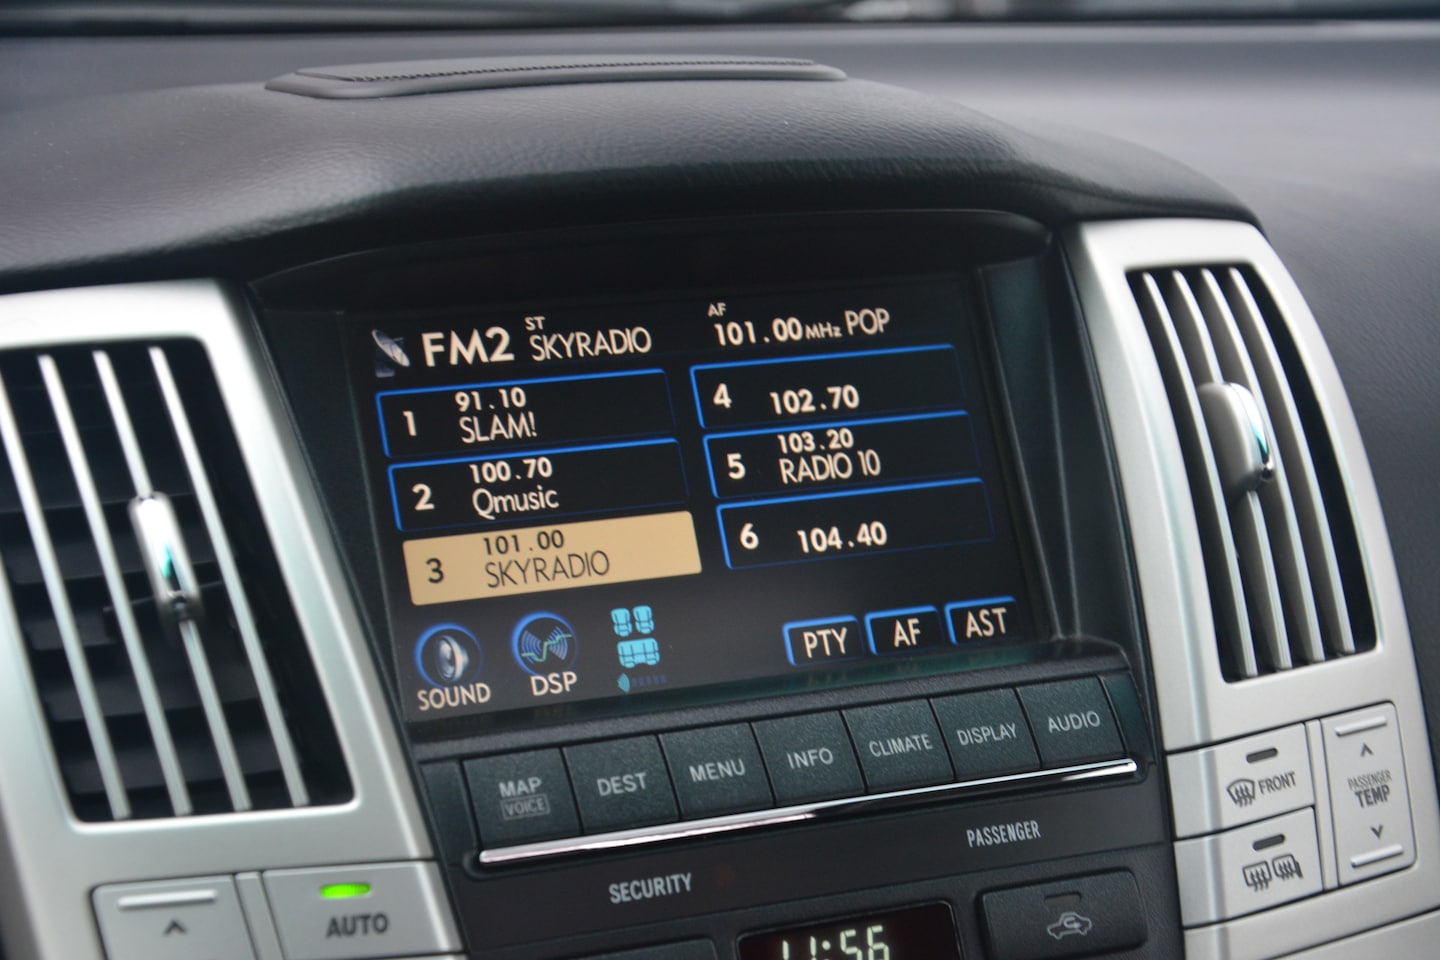 FM2 ST SKYRADIO AF 101.00MHz POP
1 91.10
SLAM!
2 100.70
Qmusic
3 101.00
SKYRADIO
4 102.70
5 103.20
RADIO 10
6 104.40
SOUND DSP PTY AF AST
MAP
VOICE
DEST MENU INFO CLIMATE DISPLAY AUDIO
SECURITY PASSENGER
AUTO
11:56
FRONT
PASSENGER
TEMP